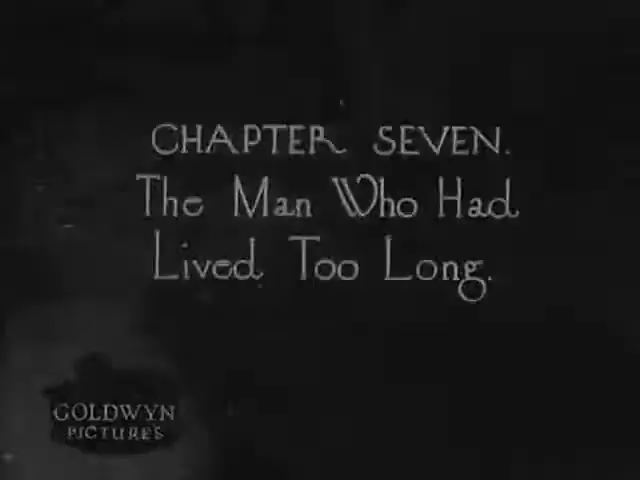 CHAPTER SEVEN.
The Man Who Had
Lived Too Long.
GOLDWYN
PICTURES